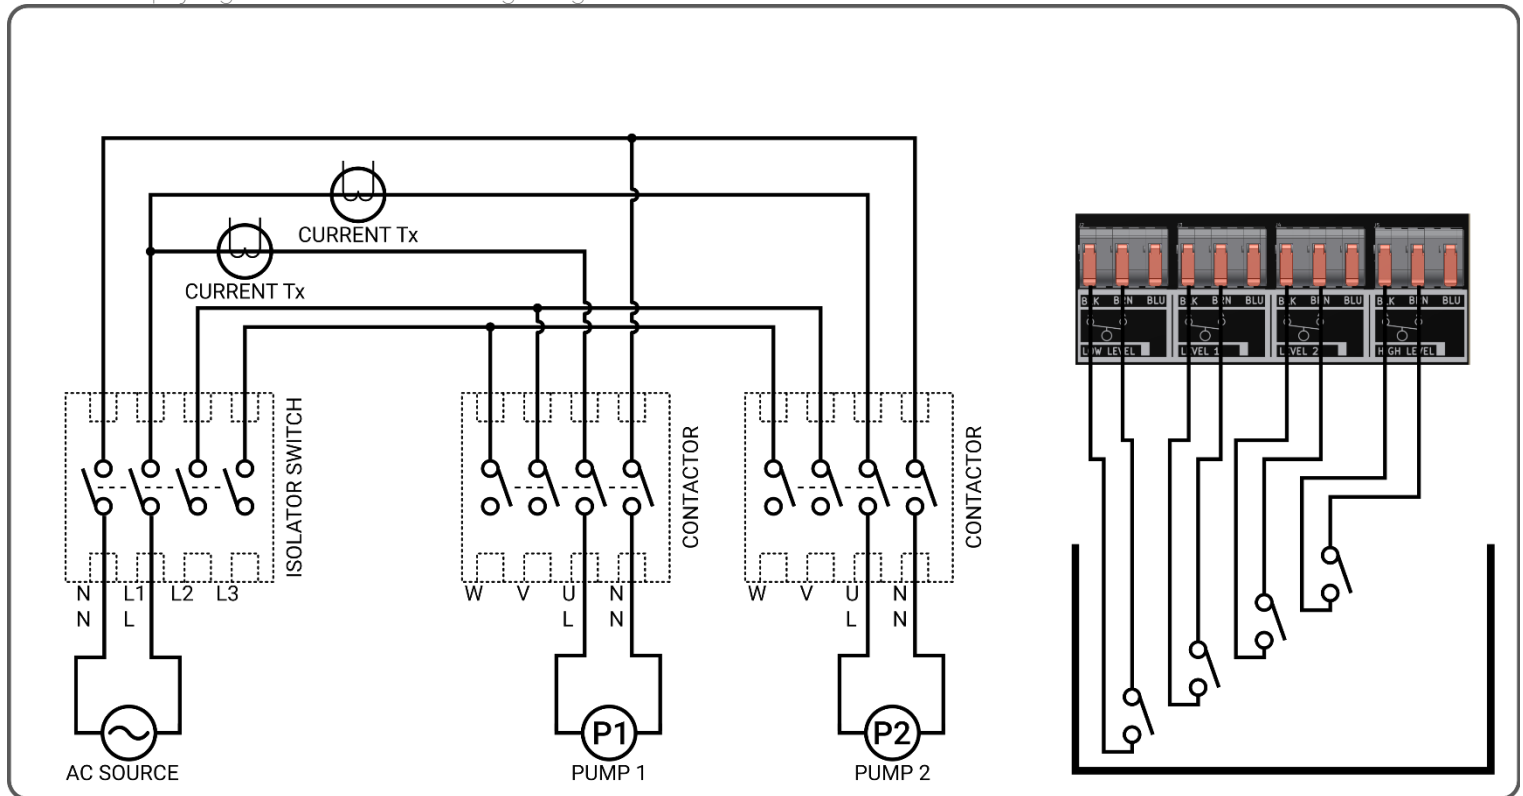 CURRENT Tx
CURRENT Tx
ISOLATOR SWITCH
CONTACTOR
CONTACTOR
N L1 L2 L3
N L
W V U N
L N
W V U N
L N
AC SOURCE
P1
PUMP 1
P2
PUMP 2
BLK BRN BLU BLK BRN BLU BLK BRN BLU BLK BRN BLU
LOW LEVEL LEVEL 1 LEVEL 2 HIGH LEVEL